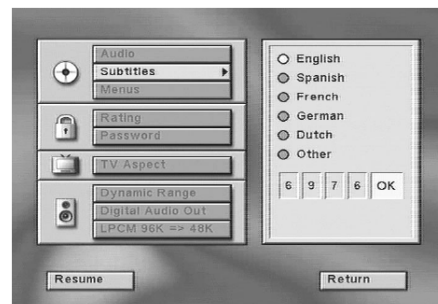 Audio
Subtitles
Menus
Rating
Password
TV Aspect
Dynamic Range
Digital Audio Out
LPCM 96K => 48K
English
Spanish
French
German
Dutch
Other
6 9 7 6 OK
Resume
Return